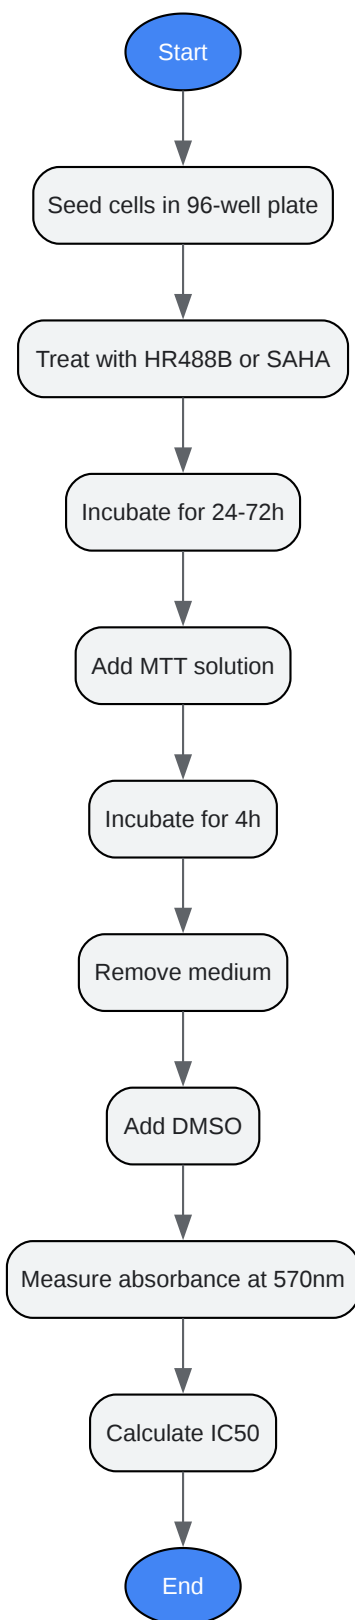 Start
Seed cells in 96-well plate
Treat with HR488B or SAHA
Incubate for 24-72h
Add MTT solution
Incubate for 4h
Remove medium
Add DMSO
Measure absorbance at 570nm
Calculate IC50
End